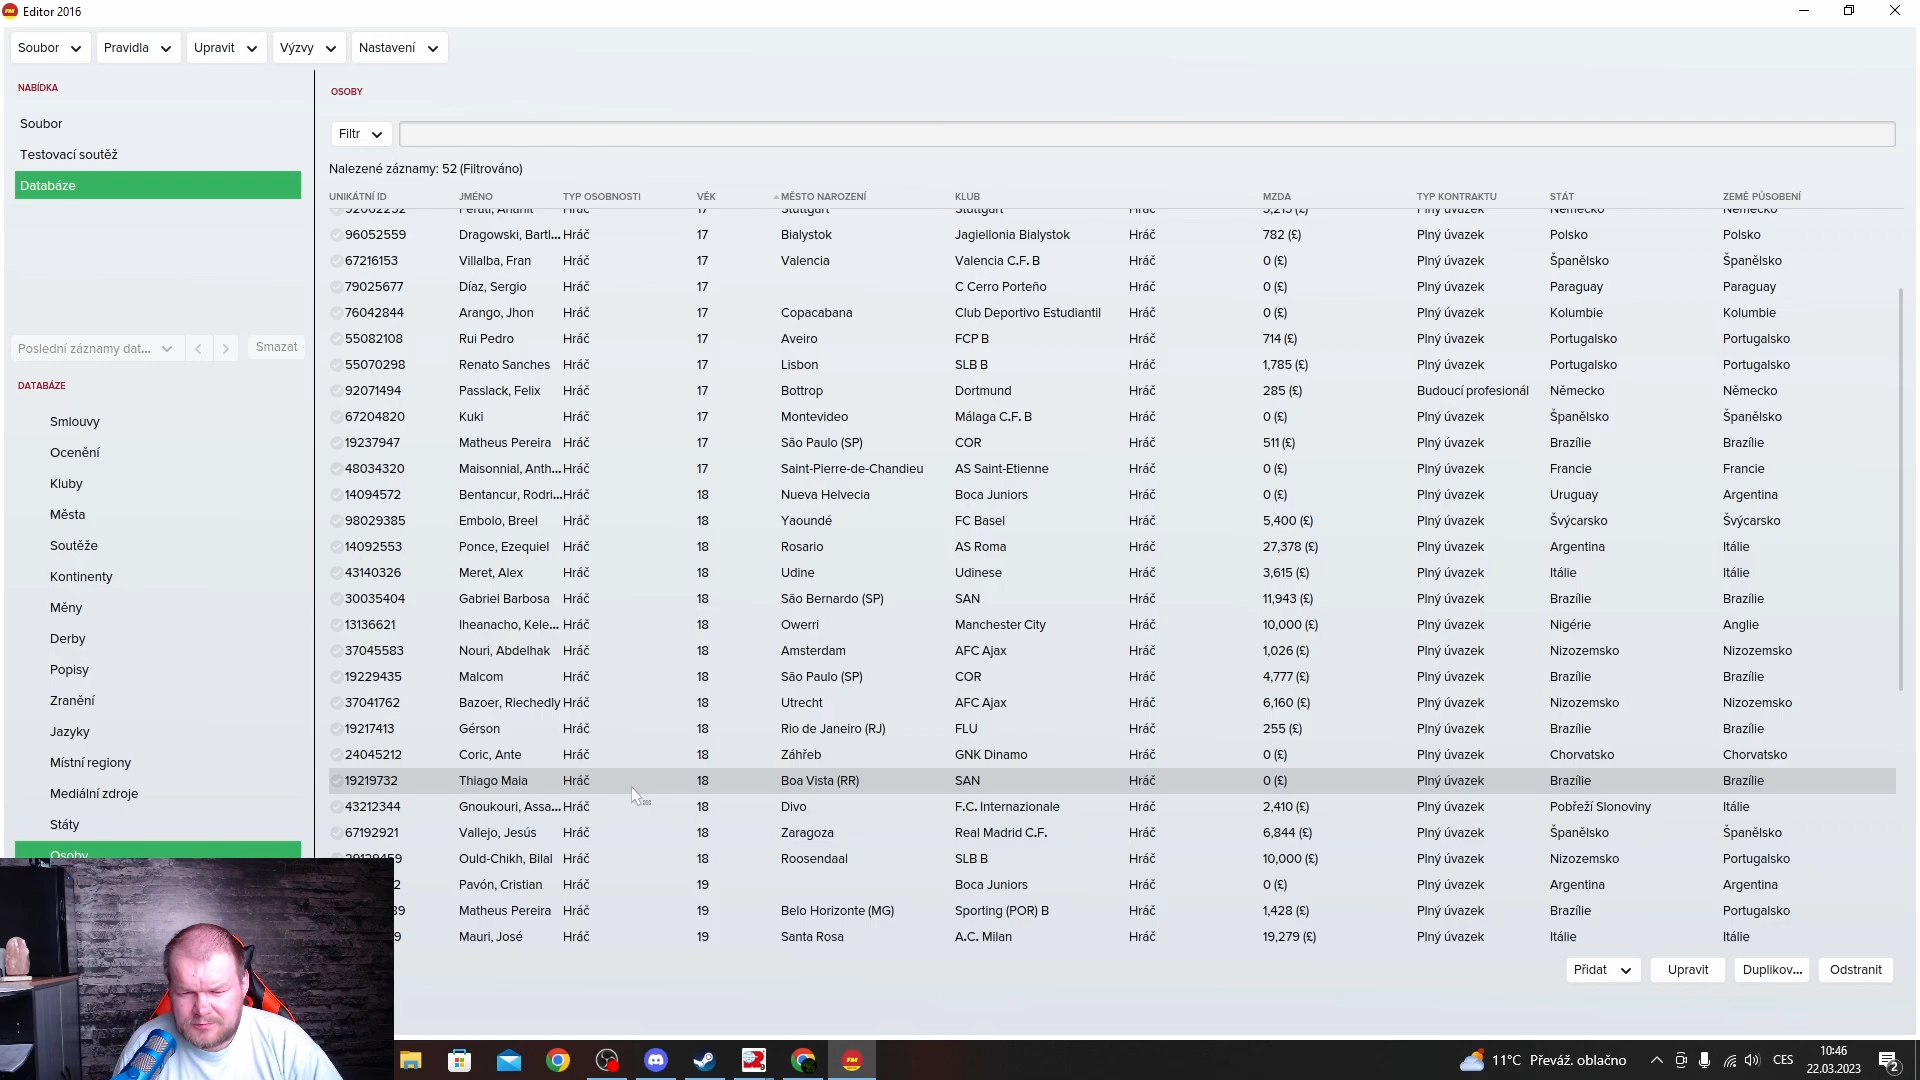 Editor 2016
Soubor Pravidla Upravit Výzvy Nastavení
NABÍDKA
Soubor
Testovací soutěž
Databáze
Poslední záznamy dat... Smazat
DATABÁZE
Smlouvy
Ocenění
Kluby
Města
Soutěže
Kontinenty
Měny
Derby
Popisy
Zranění
Jazyky
Místní regiony
Mediální zdroje
Státy
Osoby
OSOBY
Filtr
Nalezené záznamy: 52 (Filtrováno)
UNIKÁTNÍ ID JMÉNO TYP OSOBNOSTI VĚK MĚSTO NAROZENÍ KLUB MZDA TYP KONTRAKTU STÁT ZEMĚ PŮSOBENÍ
Hráč 17 Stuttgart Stuttgart Hráč Plný úvazek Německo Německo
96052559 Dragowski, Bartl... Hráč 17 Bialystok Jagiellonia Bialystok Hráč 782 (£) Plný úvazek Polsko Polsko
67216153 Villalba, Fran Hráč 17 Valencia Valencia C.F. B Hráč 0 (£) Plný úvazek Španělsko Španělsko
79025677 Díaz, Sergio Hráč 17 C Cerro Porteño Hráč 0 (£) Plný úvazek Paraguay Paraguay
76042844 Arango, Jhon Hráč 17 Copacabana Club Deportivo Estudiantil Hráč 0 (£) Plný úvazek Kolumbie Kolumbie
55082108 Rui Pedro Hráč 17 Aveiro FCP B Hráč 714 (£) Plný úvazek Portugalsko Portugalsko
55070298 Renato Sanches Hráč 17 Lisbon SLB B Hráč 1,785 (£) Plný úvazek Portugalsko Portugalsko
92071494 Passlack, Felix Hráč 17 Bottrop Dortmund Hráč 285 (£) Budoucí profesionál Německo Německo
67204820 Kuki Hráč 17 Montevideo Málaga C.F. B Hráč 0 (£) Plný úvazek Španělsko Španělsko
19237947 Matheus Pereira Hráč 17 São Paulo (SP) COR Hráč 511 (£) Plný úvazek Brazílie Brazílie
48034320 Maisonnial, Anth... Hráč 17 Saint-Pierre-de-Chandieu AS Saint-Etienne Hráč 0 (£) Plný úvazek Francie Francie
14094572 Bentancur, Rodri... Hráč 18 Nueva Helvecia Boca Juniors Hráč 0 (£) Plný úvazek Uruguay Argentina
98029385 Embolo, Breel Hráč 18 Yaoundé FC Basel Hráč 5,400 (£) Plný úvazek Švýcarsko Švýcarsko
14092553 Ponce, Ezequiel Hráč 18 Rosario AS Roma Hráč 27,378 (£) Plný úvazek Argentina Itálie
43140326 Meret, Alex Hráč 18 Udine Udinese Hráč 3,615 (£) Plný úvazek Itálie Itálie
30035404 Gabriel Barbosa Hráč 18 São Bernardo (SP) SAN Hráč 11,943 (£) Plný úvazek Brazílie Brazílie
13136621 Iheanacho, Kele... Hráč 18 Owerri Manchester City Hráč 10,000 (£) Plný úvazek Nigérie Anglie
37045583 Nouri, Abdelhak Hráč 18 Amsterdam AFC Ajax Hráč 1,026 (£) Plný úvazek Nizozemsko Nizozemsko
19229435 Malcom Hráč 18 São Paulo (SP) COR Hráč 4,777 (£) Plný úvazek Brazílie Brazílie
37041762 Bazoer, Riechedly Hráč 18 Utrecht AFC Ajax Hráč 6,160 (£) Plný úvazek Nizozemsko Nizozemsko
19217413 Gérson Hráč 18 Rio de Janeiro (RJ) FLU Hráč 255 (£) Plný úvazek Brazílie Brazílie
24045212 Coric, Ante Hráč 18 Záhřeb GNK Dinamo Hráč 0 (£) Plný úvazek Chorvatsko Chorvatsko
19219732 Thiago Maia Hráč 18 Boa Vista (RR) SAN Hráč 0 (£) Plný úvazek Brazílie Brazílie
43212344 Gnoukouri, Assa... Hráč 18 Divo F.C. Internazionale Hráč 2,410 (£) Plný úvazek Pobřeží Slonoviny Itálie
67192921 Vallejo, Jesús Hráč 18 Zaragoza Real Madrid C.F. Hráč 6,844 (£) Plný úvazek Španělsko Španělsko
Ould-Chikh, Bilal Hráč 18 Roosendaal SLB B Hráč 10,000 (£) Plný úvazek Nizozemsko Portugalsko
2 Pavón, Cristian Hráč 19 Boca Juniors Hráč 0 (£) Plný úvazek Argentina Argentina
39 Matheus Pereira Hráč 19 Belo Horizonte (MG) Sporting (POR) B Hráč 1,428 (£) Plný úvazek Brazílie Portugalsko
9 Mauri, José Hráč 19 Santa Rosa A.C. Milan Hráč 19,279 (£) Plný úvazek Itálie Itálie
Přidat Upravit Duplikov... Odstranit
11°C Převáž. oblačno CES 10:46
22.03.2023 2